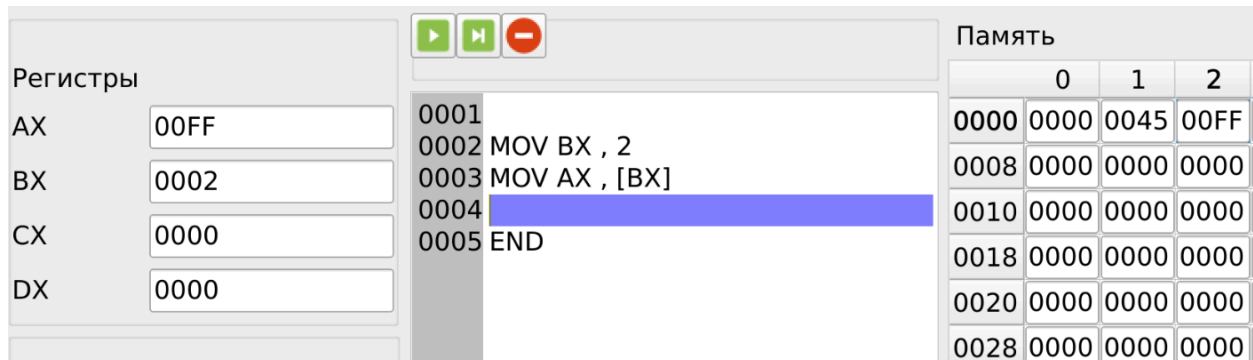 Регистры
AX 00FF
BX 0002
CX 0000
DX 0000
0001
0002 MOV BX , 2
0003 MOV AX , [BX]
0004
0005 END
Память
0 1 2
0000 0000 0045 00FF
0008 0000 0000 0000
0010 0000 0000 0000
0018 0000 0000 0000
0020 0000 0000 0000
0028 0000 0000 0000